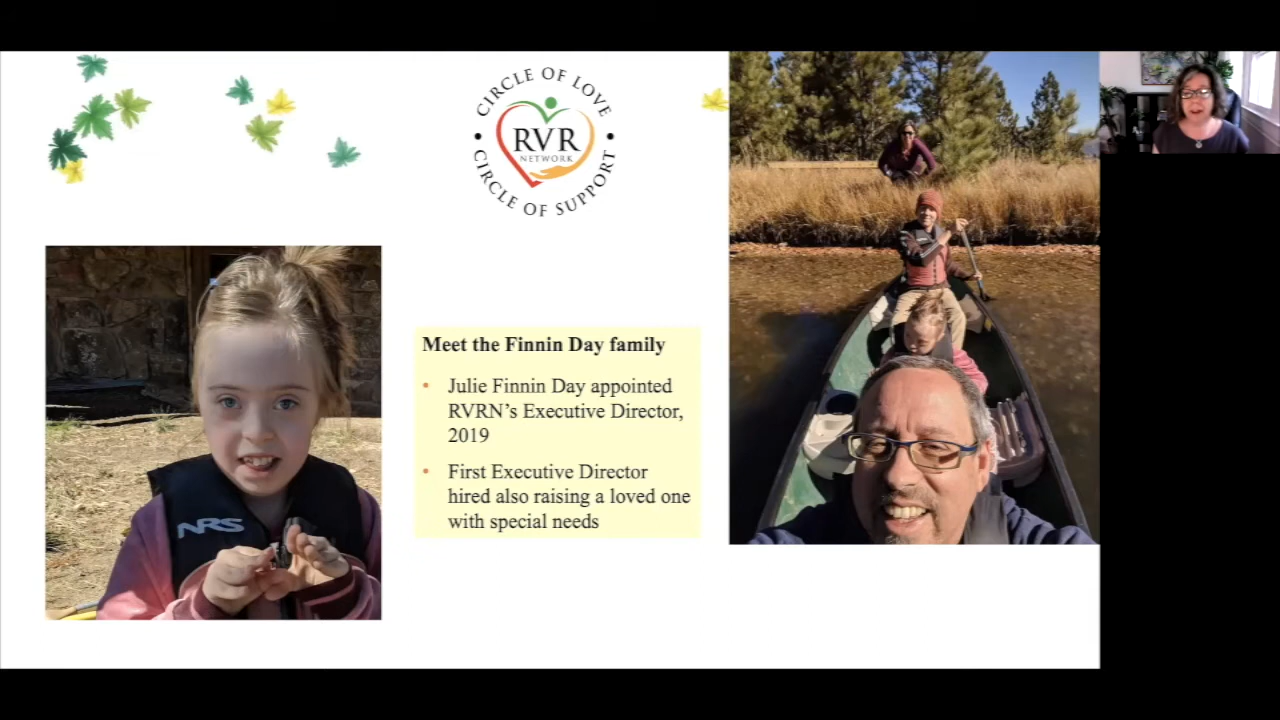 CIRCLE OF LOVE
RVR
NETWORK
CIRCLE OF SUPPORT
Meet the Finnin Day family
• Julie Finnin Day appointed
RVRN’s Executive Director,
2019
• First Executive Director
hired also raising a loved one
with special needs
NRS